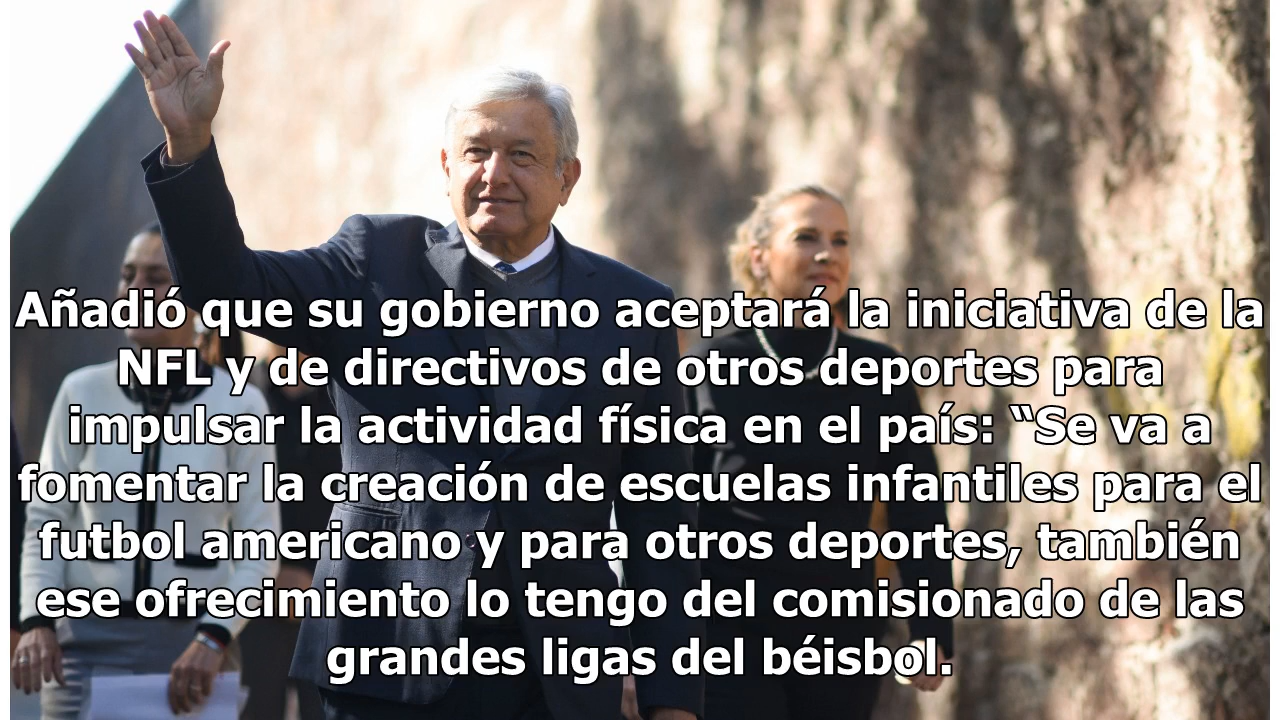 Añadió que su gobierno aceptará la iniciativa de la
NFL y de directivos de otros deportes para
impulsar la actividad física en el país: “Se va a
fomentar la creación de escuelas infantiles para el
futbol americano y para otros deportes, también
ese ofrecimiento lo tengo del comisionado de las
grandes ligas del béisbol.